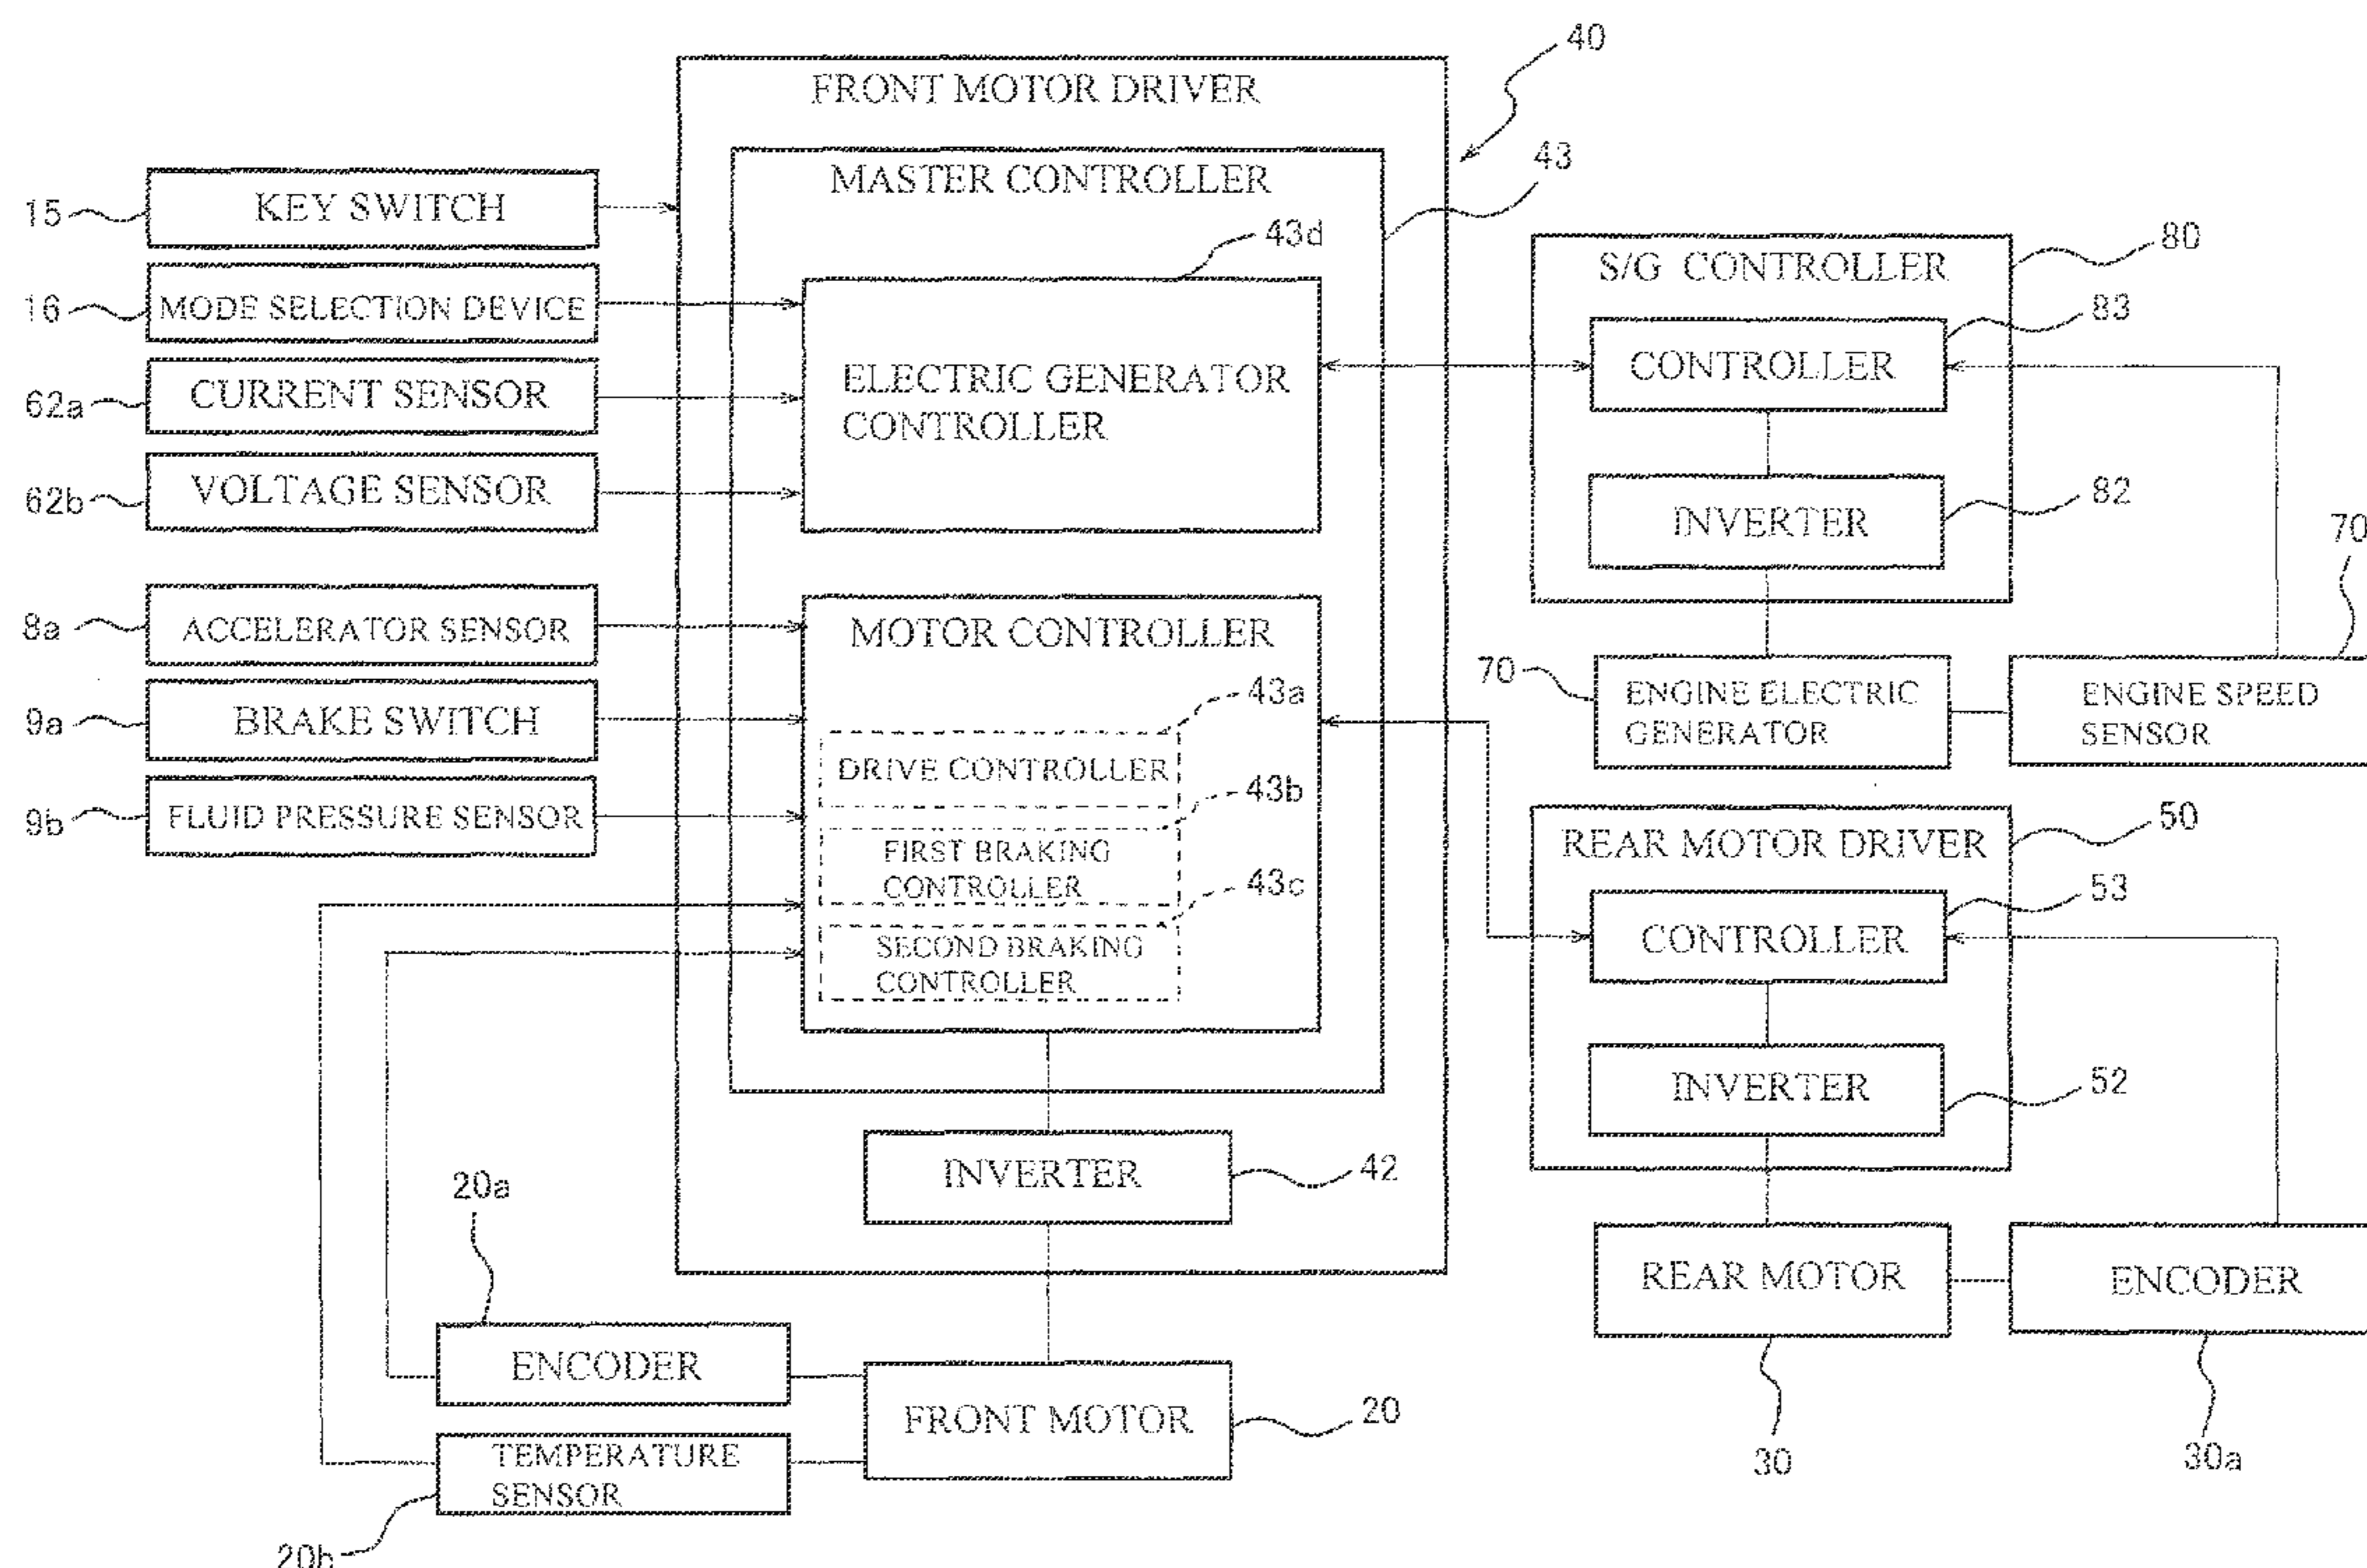 40
FRONT MOTOR DRIVER
MASTER CONTROLLER
43
15
KEY SWITCH
43d
80
S/G CONTROLLER
16
MODE SELECTION DEVICE
83
CONTROLLER
ELECTRIC GENERATOR
CONTROLLER
62a
CURRENT SENSOR
62b
VOLTAGE SENSOR
82
INVERTER
70
8a
ACCELERATOR SENSOR
MOTOR CONTROLLER
70
ENGINE ELECTRIC
GENERATOR
ENGINE SPEED
SENSOR
9a
BRAKE SWITCH
43a
DRIVE CONTROLLER
43b
9b
FLUID PRESSURE SENSOR
50
REAR MOTOR DRIVER
FIRST BRAKING
CONTROLLER
43c
53
CONTROLLER
SECOND BRAKING
CONTROLLER
52
INVERTER
INVERTER
42
20a
ENCODER
REAR MOTOR
ENCODER
FRONT MOTOR
20
30
30a
TEMPERATURE
SENSOR
20b